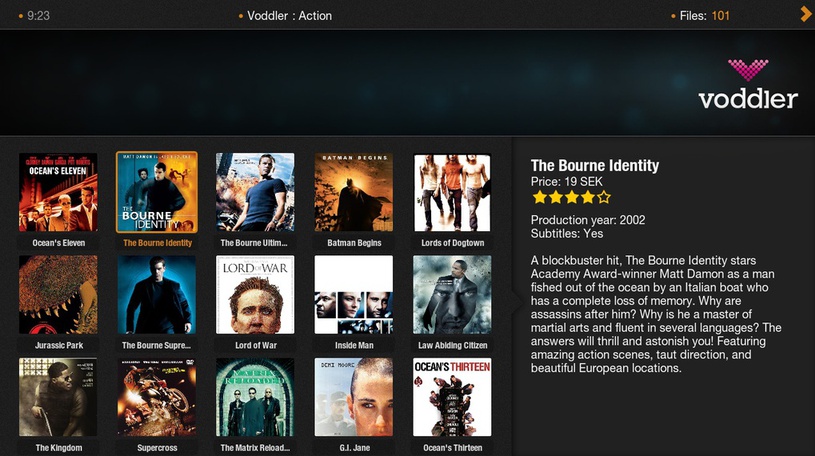 9:23
Voddler : Action
Files: 101
voddler
OCEAN'S ELEVEN
MATT DAMON IS JASON BOURNE
THE
BOURNE
IDENTITY
BATMAN BEGINS
Ocean's Eleven
The Bourne Identity
The Bourne Ultim...
Batman Begins
Lords of Dogtown
LORD OF WAR
Jurassic Park
The Bourne Supre...
Lord of War
Inside Man
Law Abiding Citizen
SUPERCROSS
MATRIX
RELOADED
DEMI MOORE
OCEAN'S THIRTEEN
The Kingdom
Supercross
The Matrix Reload...
G.I. Jane
Ocean's Thirteen
The Bourne Identity
Price: 19 SEK
Production year: 2002
Subtitles: Yes
A blockbuster hit, The Bourne Identity stars
Academy Award-winner Matt Damon as a man
fished out of the ocean by an Italian boat who
has a complete loss of memory. Why are
assassins after him? Why is he a master of
martial arts and fluent in several languages? The
answers will thrill and astonish you! Featuring
amazing action scenes, taut direction, and
beautiful European locations.